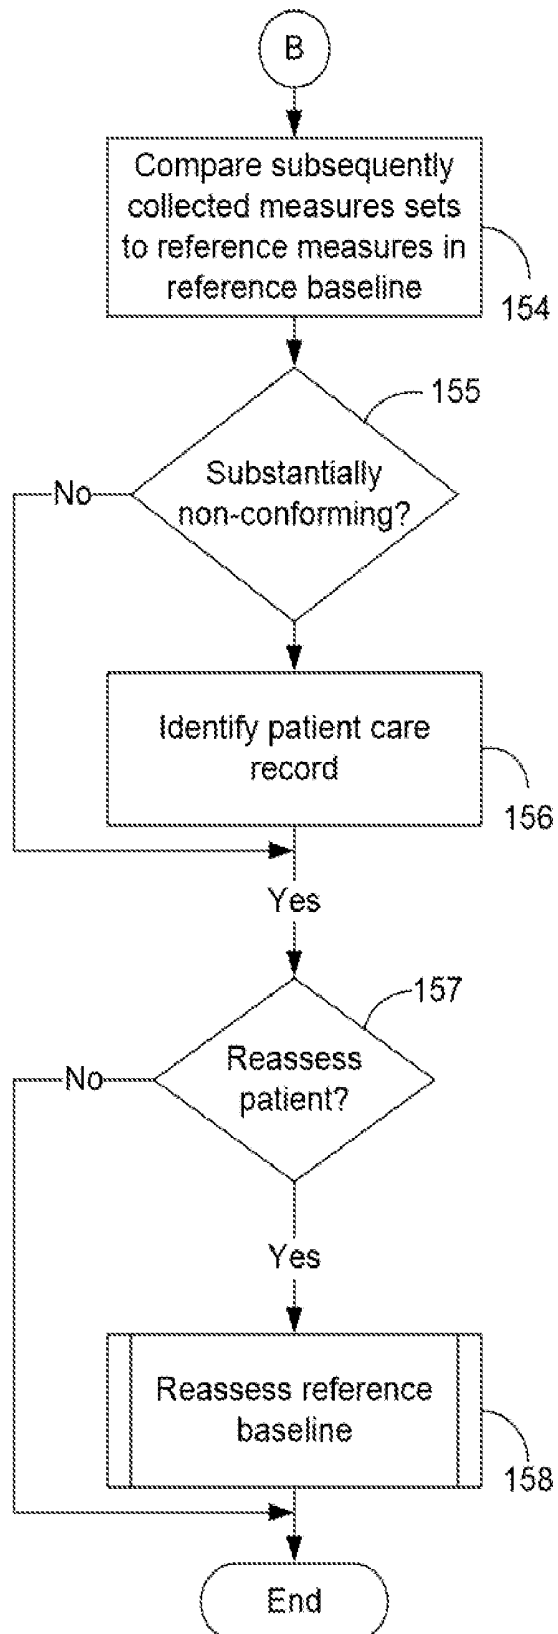 B
Compare subsequently
collected measures sets
to reference measures in
reference baseline
154
155
Substantially
non-conforming?
No
Identify patient care
record
156
Yes
157
Reassess
patient?
No
Yes
Reassess reference
baseline
158
End